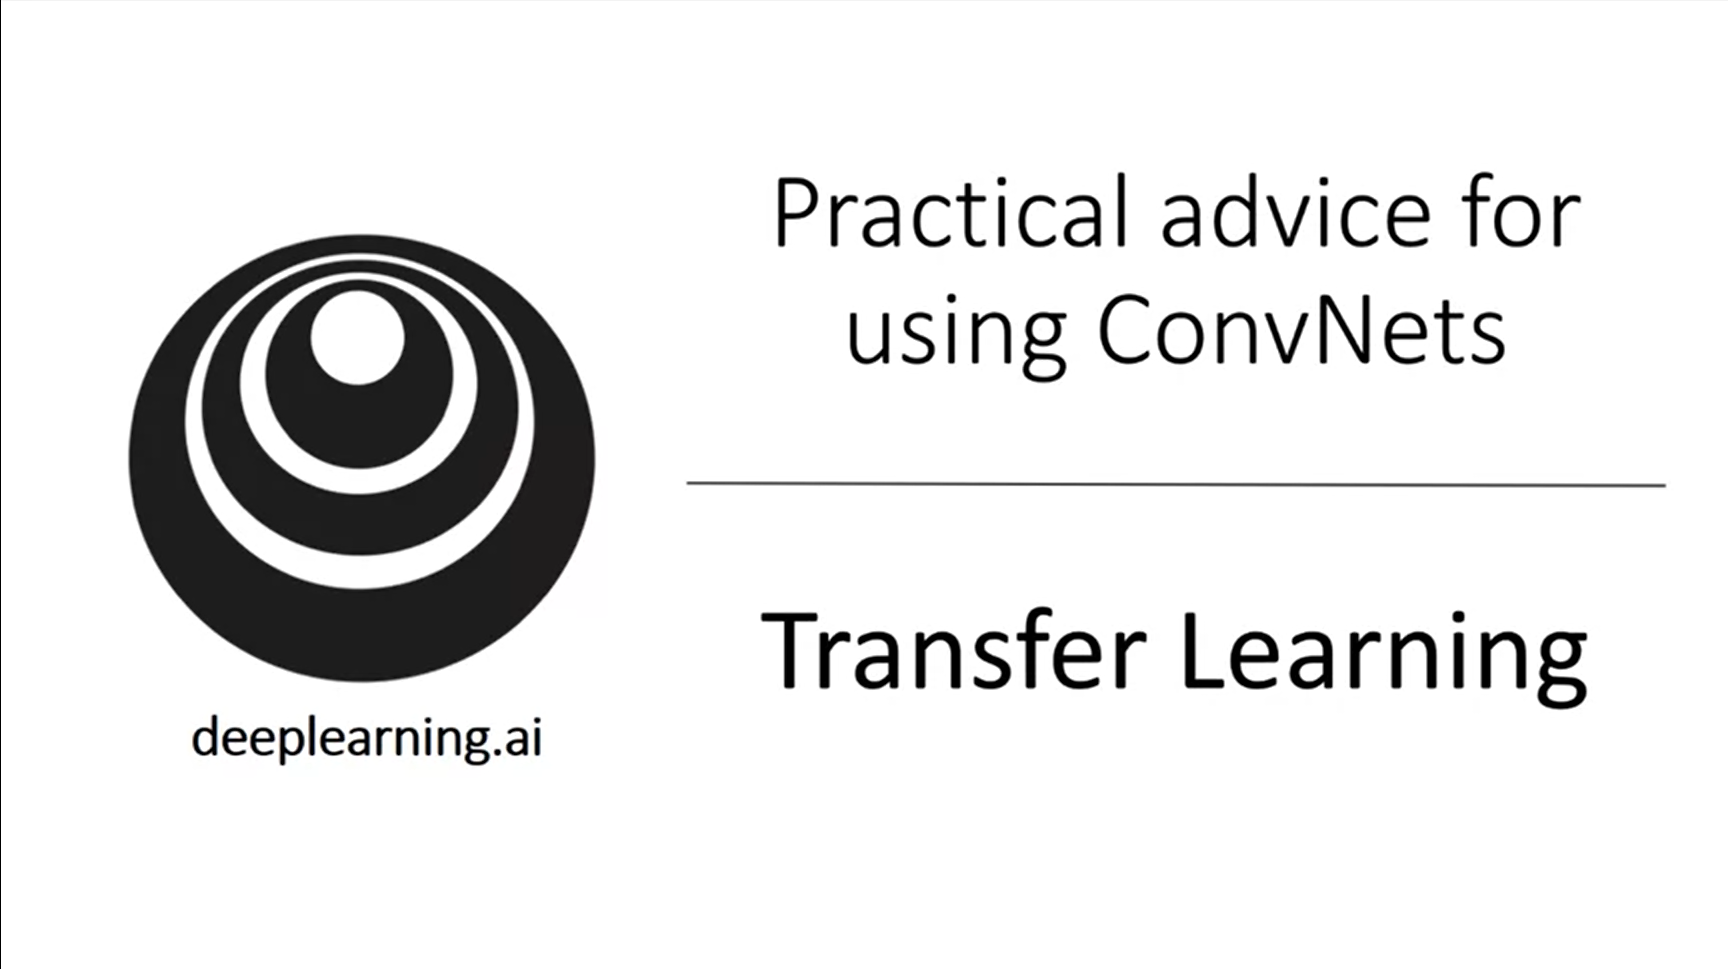 Practical advice for
using ConvNets
Transfer Learning
deeplearning.ai